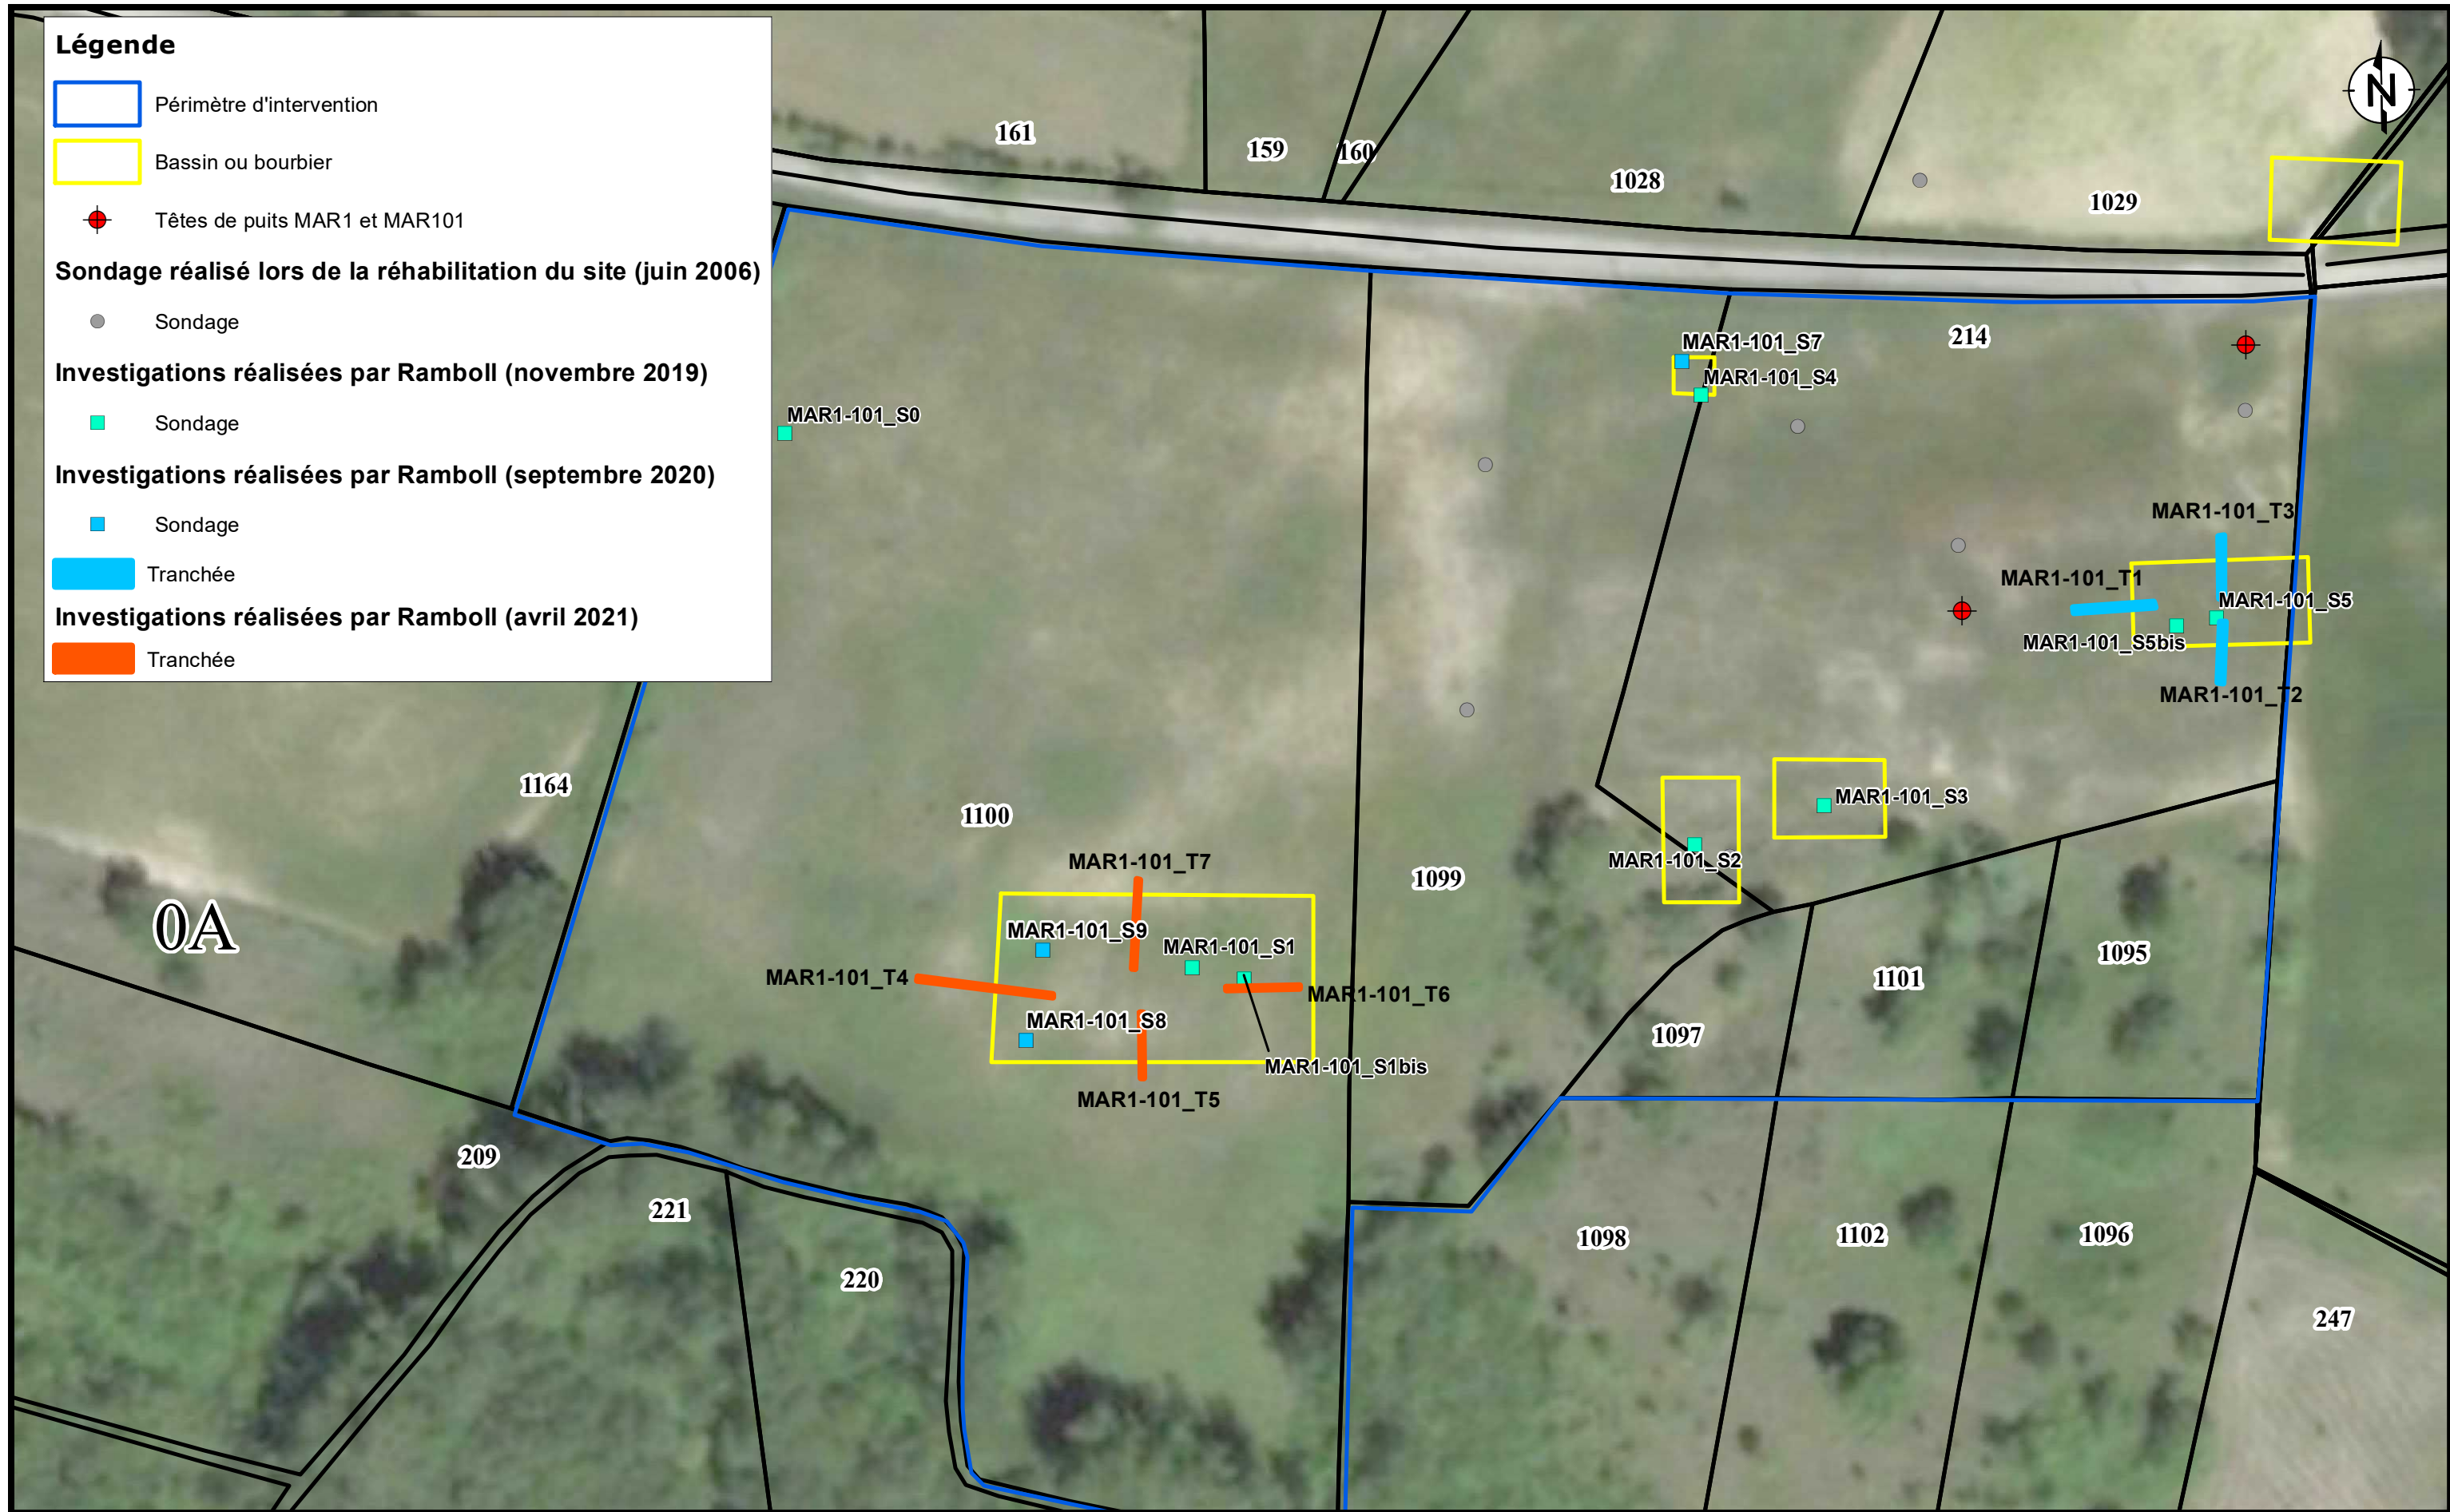 Légende
Périmètre d'intervention
Bassin ou bourbier
Têtes de puits MAR1 et MAR101
Sondage réalisé lors de la réhabilitation du site (juin 2006)
Sondage
Investigations réalisées par Ramboll (novembre 2019)
Sondage
Investigations réalisées par Ramboll (septembre 2020)
Sondage
Tranchée
Investigations réalisées par Ramboll (avril 2021)
Tranchée
N
161
159
160
1028
1029
214
MAR1-101_S7
MAR1-101_S4
MAR1-101_S0
MAR1-101_T3
MAR1-101_T1
MAR1-101_S5
MAR1-101_S5bis
MAR1-101_T2
1164
1100
MAR1-101_S3
MAR1-101_S2
MAR1-101_T7
1099
0A
MAR1-101_S9
MAR1-101_S1
1095
MAR1-101_T4
1101
MAR1-101_T6
MAR1-101_S8
1097
MAR1-101_S1bis
MAR1-101_T5
209
221
1098
1102
1096
220
247